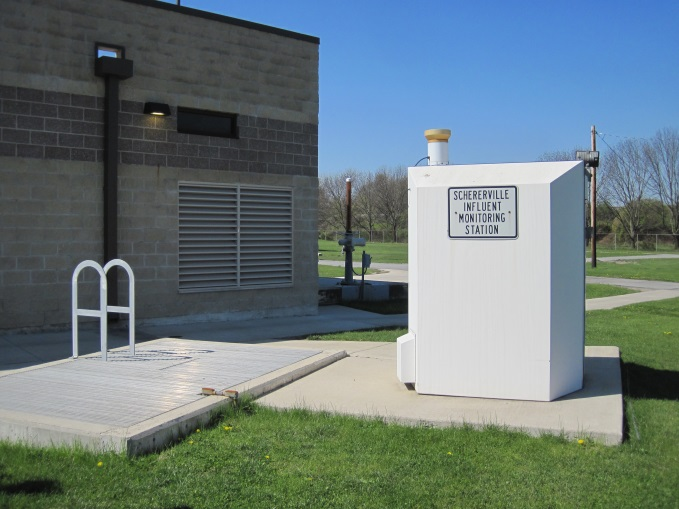 SCHERERVILLE
INFLUENT
"MONITORING"
STATION